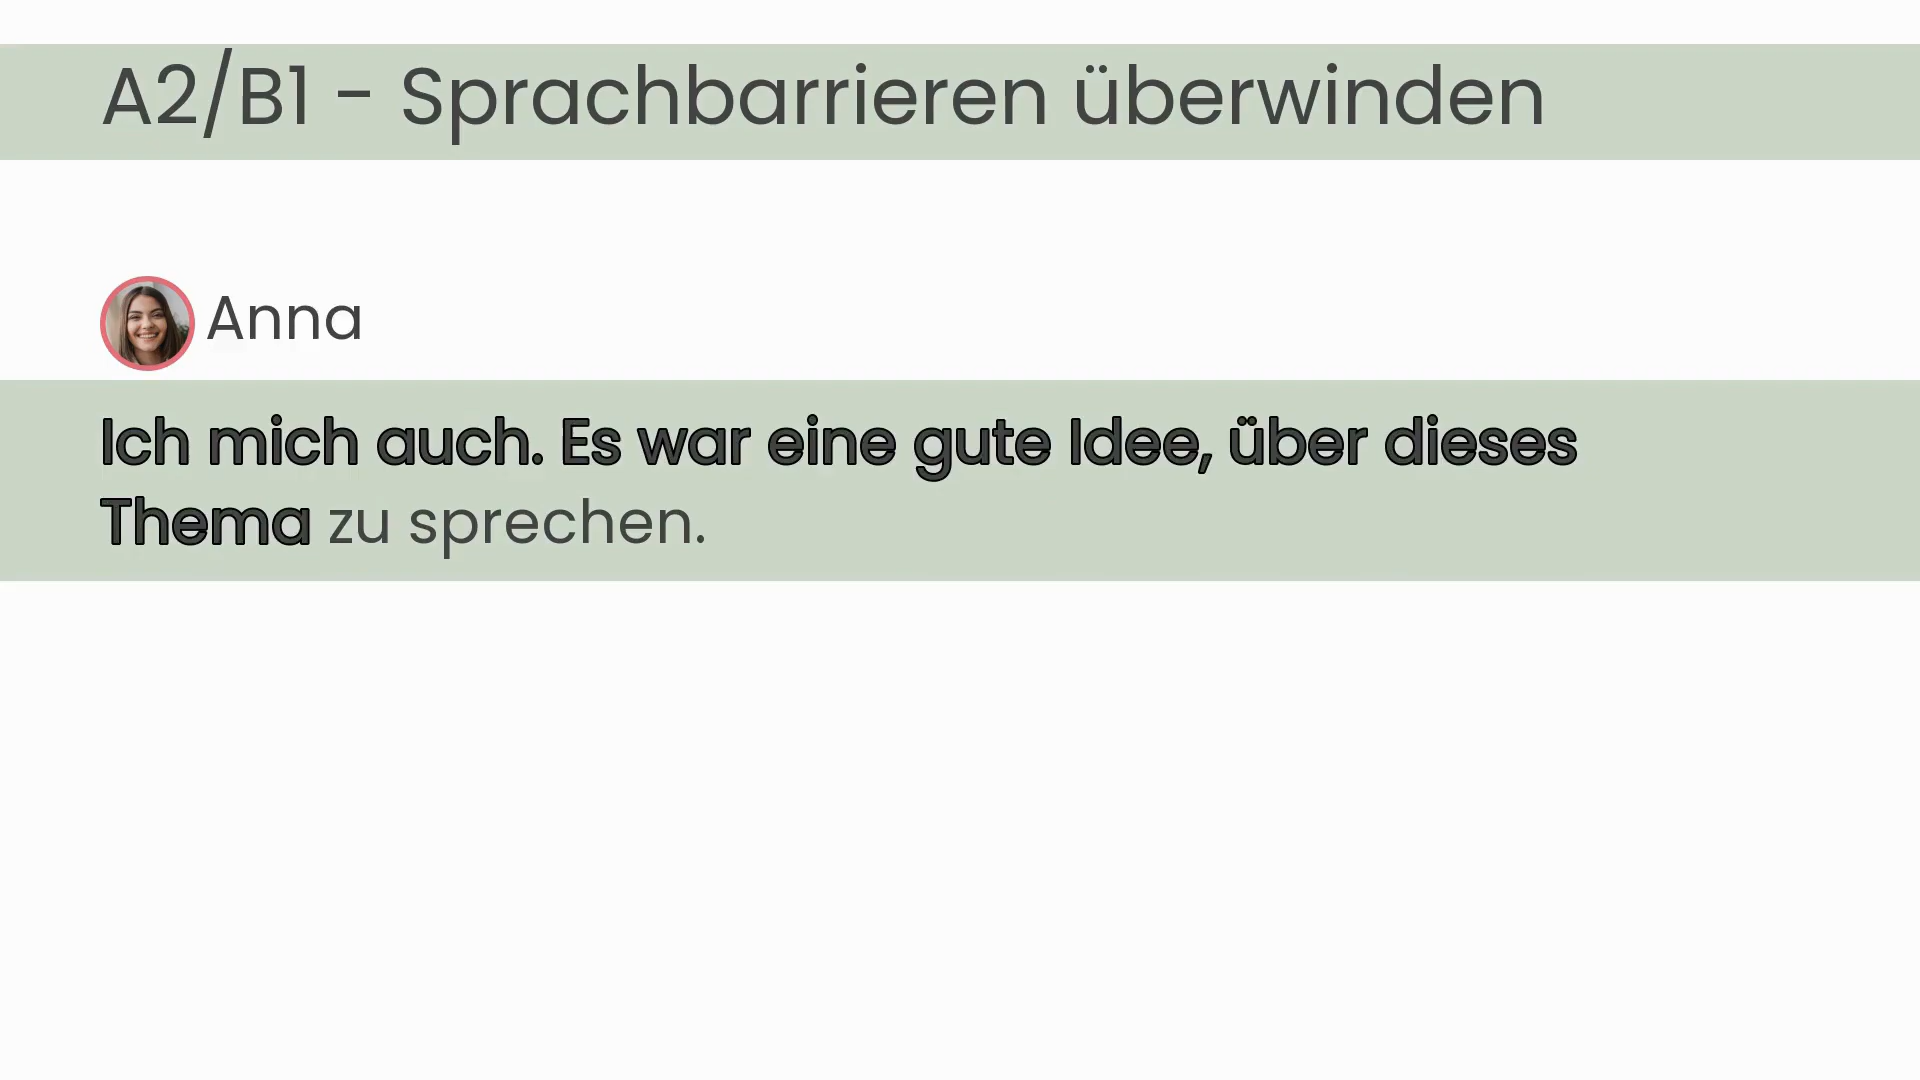 A2/B1 - Sprachbarrieren überwinden
Anna
Ich mich auch. Es war eine gute Idee, über dieses
Thema zu sprechen.